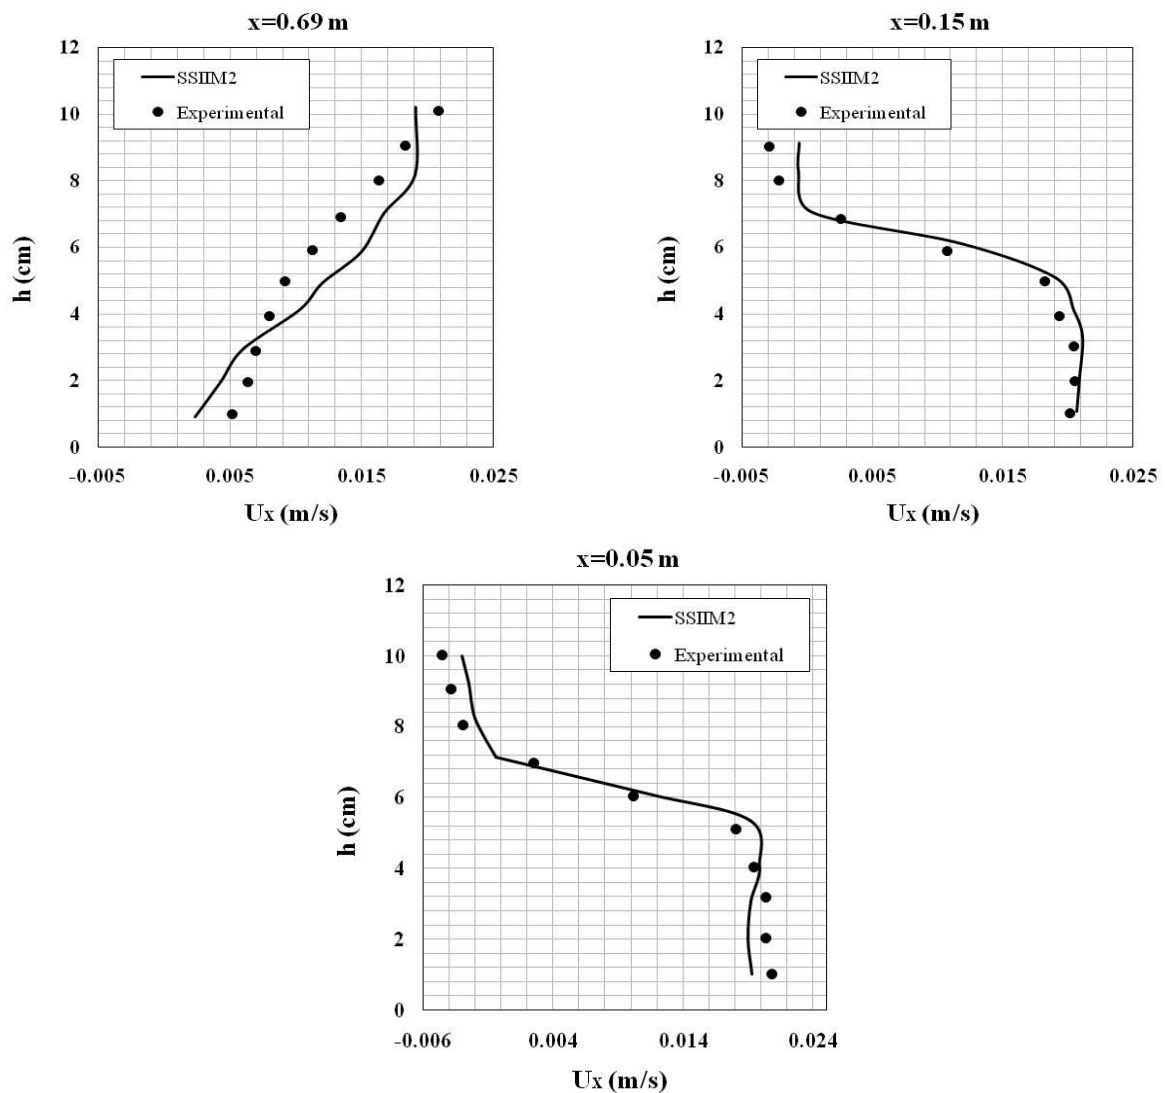 x=0.69 m
12
10
8
6
4
2
0
h (cm)
SSIIM2
Experimental
-0.005
0.005
0.015
0.025
Ux (m/s)
x=0.15 m
12
10
8
6
4
2
0
h (cm)
SSIIM2
Experimental
-0.005
0.005
0.015
0.025
Ux (m/s)
x=0.05 m
12
10
8
6
4
2
0
h (cm)
SSIIM2
Experimental
-0.006
0.004
0.014
0.024
Ux (m/s)